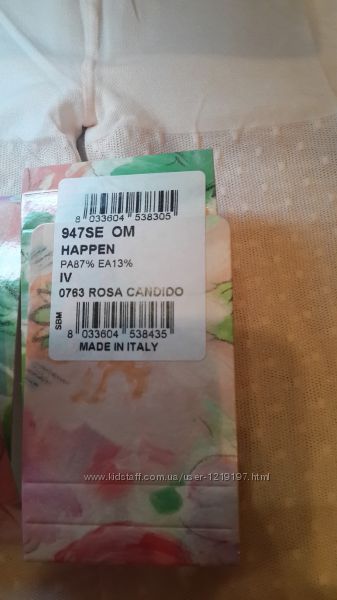 8 033604 538305
947SE OM
HAPPEN
PA87% EA13%
IV
0763 ROSA CANDIDO
SBM
8 033604 538435
MADE IN ITALY
www.kidstaff.com.ua/user-1219197.html